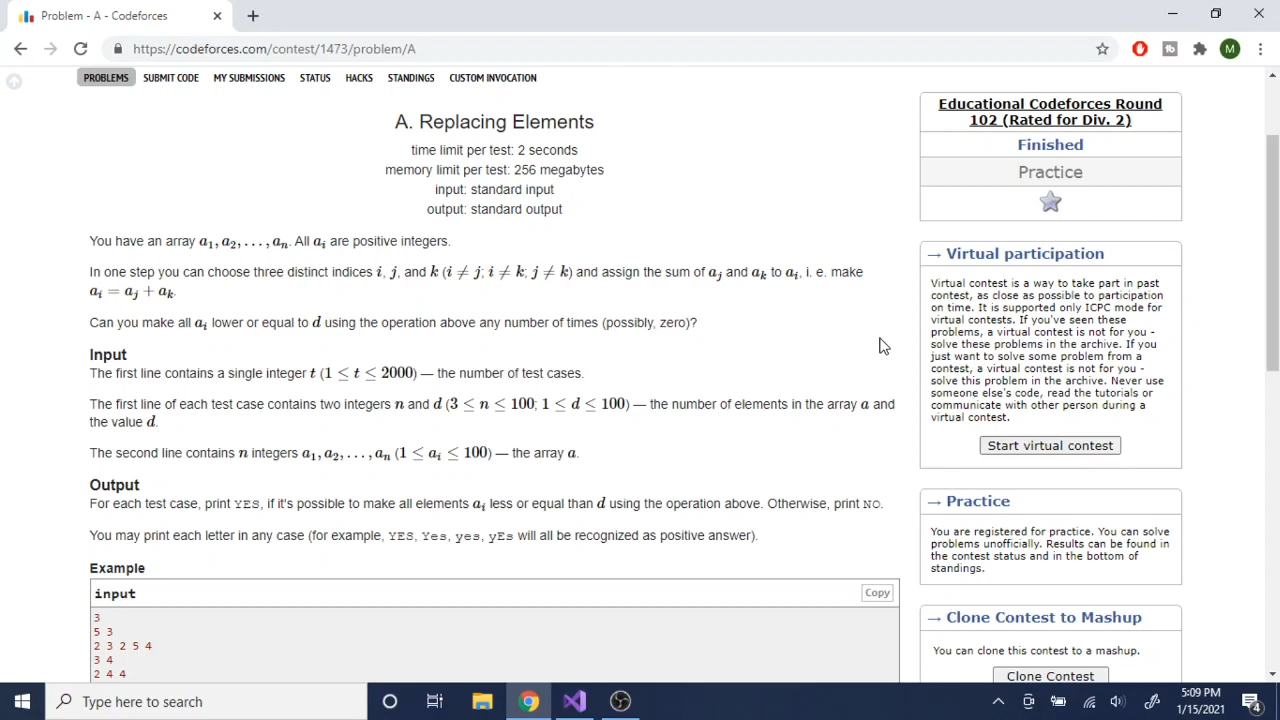 Problem - A - Codeforces
https://codeforces.com/contest/1473/problem/A
M
PROBLEMS SUBMIT CODE MY SUBMISSIONS STATUS HACKS STANDINGS CUSTOM INVOCATION
A. Replacing Elements
time limit per test: 2 seconds
memory limit per test: 256 megabytes
input: standard input
output: standard output
You have an array a₁, a₂, …, aₙ. All aᵢ are positive integers.
In one step you can choose three distinct indices i, j, and k (i ≠ j; i ≠ k; j ≠ k) and assign the sum of aⱼ and aₖ to aᵢ, i. e. make
aᵢ = aⱼ + aₖ.
Can you make all aᵢ lower or equal to d using the operation above any number of times (possibly, zero)?
Input
The first line contains a single integer t (1 ≤ t ≤ 2000) — the number of test cases.
The first line of each test case contains two integers n and d (3 ≤ n ≤ 100; 1 ≤ d ≤ 100) — the number of elements in the array a and
the value d.
The second line contains n integers a₁, a₂, …, aₙ (1 ≤ aᵢ ≤ 100) — the array a.
Output
For each test case, print YES, if it's possible to make all elements aᵢ less or equal than d using the operation above. Otherwise, print NO.
You may print each letter in any case (for example, YES, Yes, yes, yEs will all be recognized as positive answer).
Example
input
Copy
3
5 3
2 3 2 5 4
3 4
2 4 4
Educational Codeforces Round
102 (Rated for Div. 2)
Finished
Practice
→ Virtual participation
Virtual contest is a way to take part in past
contest, as close as possible to participation
on time. It is supported only ICPC mode for
virtual contests. If you've seen these
problems, a virtual contest is not for you -
solve these problems in the archive. If you
just want to solve some problem from a
contest, a virtual contest is not for you -
solve this problem in the archive. Never use
someone else's code, read the tutorials or
communicate with other person during a
virtual contest.
Start virtual contest
→ Practice
You are registered for practice. You can solve
problems unofficially. Results can be found in
the contest status and in the bottom of
standings.
→ Clone Contest to Mashup
You can clone this contest to a mashup.
Clone Contest
Type here to search
5:09 PM
1/15/2021
4